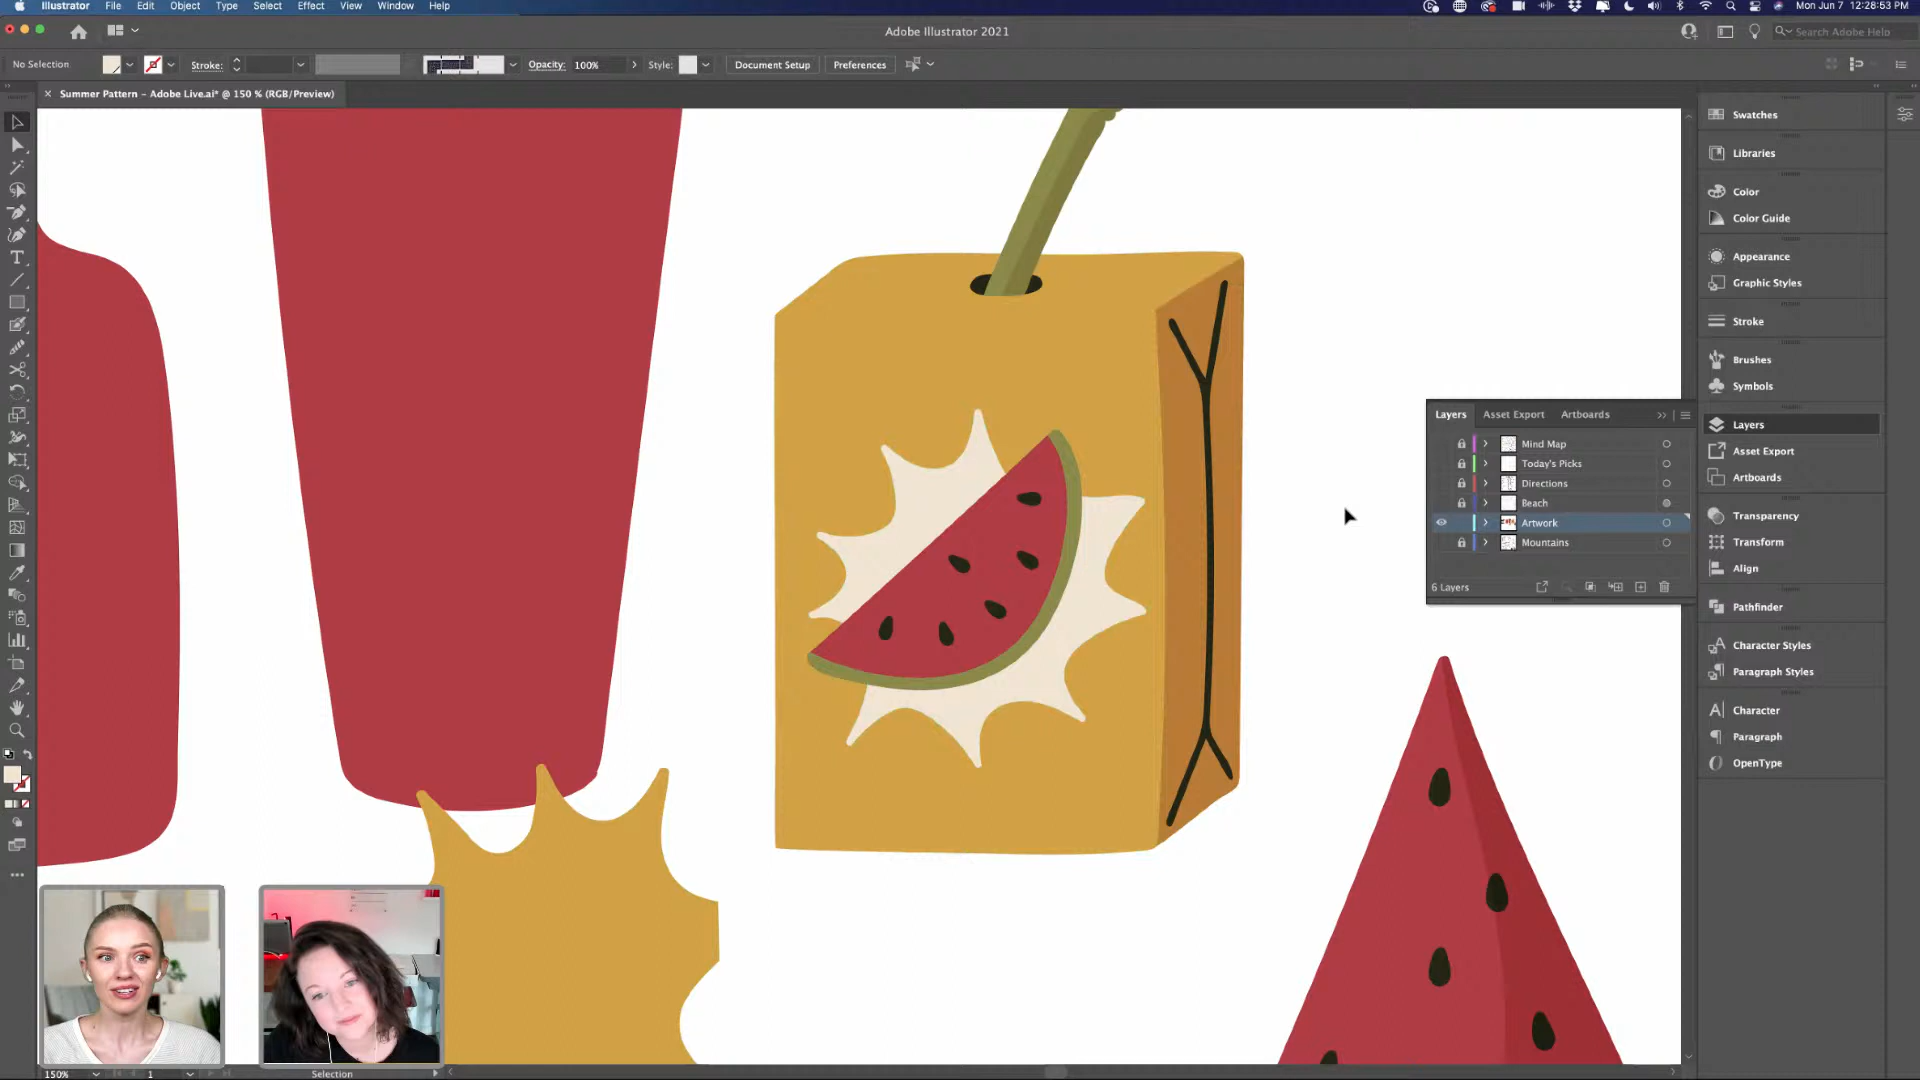 Illustrator File Edit Object Type Select Effect View Window Help Mon Jun 7 12:28:53 PM
Adobe Illustrator 2021 Search Adobe Help
No Selection Stroke: Opacity: 100% Style: Document Setup Preferences
Summer Pattern – Adobe Live.ai* @ 150 % (RGB/Preview)
Swatches
Libraries
Color
Color Guide
Appearance
Graphic Styles
Stroke
Brushes
Symbols
Layers
Asset Export
Artboards
Transparency
Transform
Align
Pathfinder
Character Styles
Paragraph Styles
Character
Paragraph
OpenType
Layers Asset Export Artboards
Mind Map
Today's Picks
Directions
Beach
Artwork
Mountains
6 Layers
150% 1 Selection